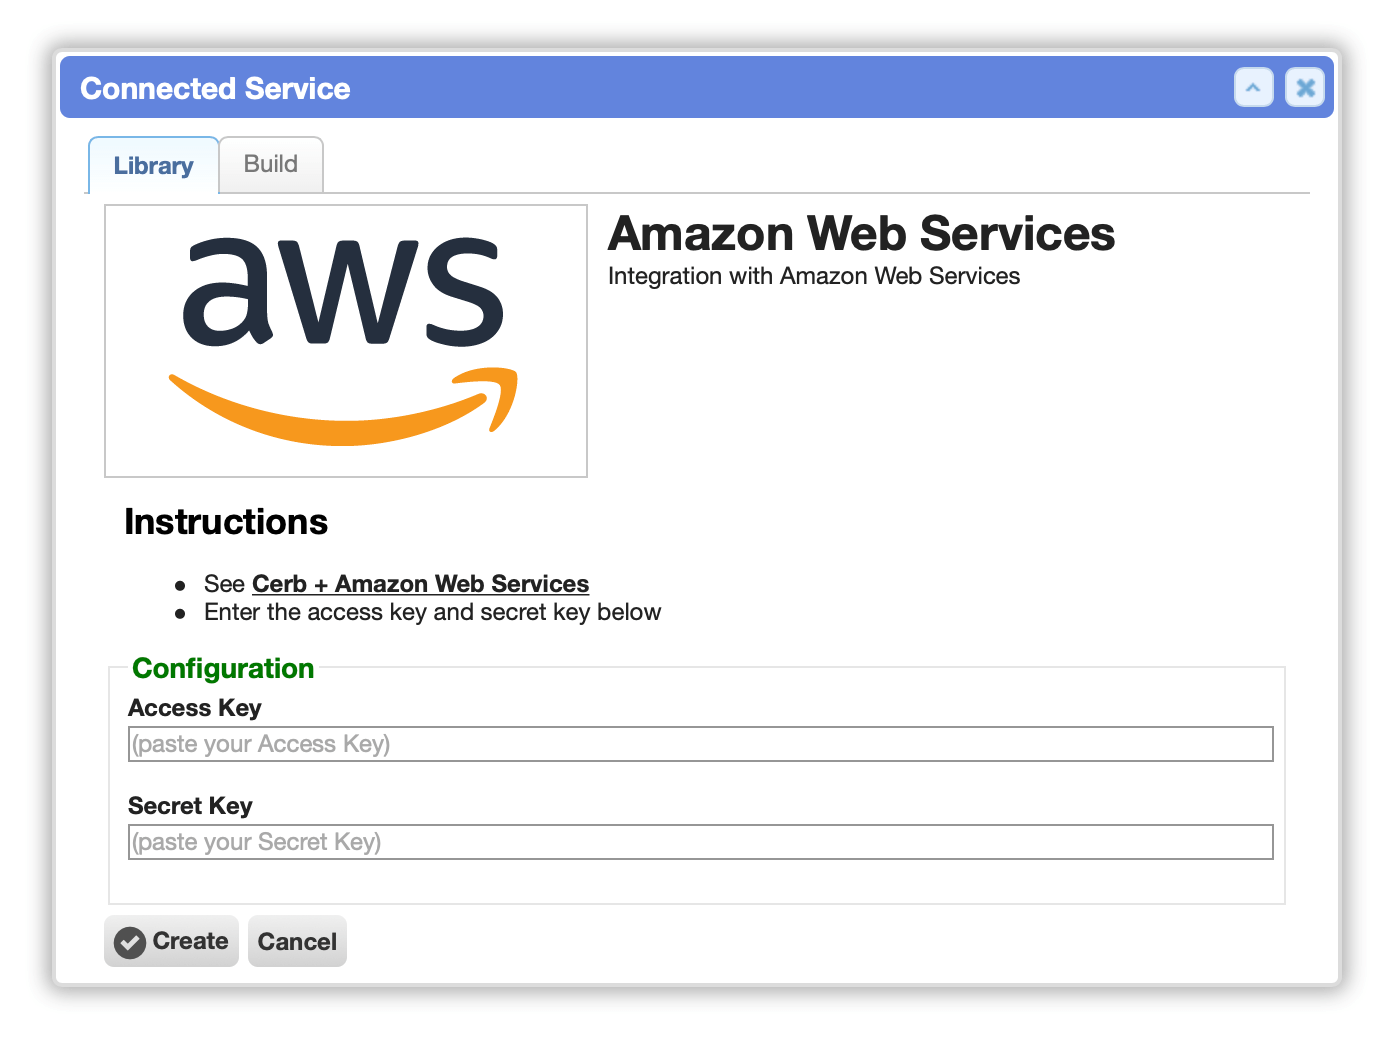 Connected Service
Library
Build
aws
Amazon Web Services
Integration with Amazon Web Services
Instructions
See Cerb + Amazon Web Services
Enter the access key and secret key below
Configuration
Access Key
(paste your Access Key)
Secret Key
(paste your Secret Key)
Create
Cancel